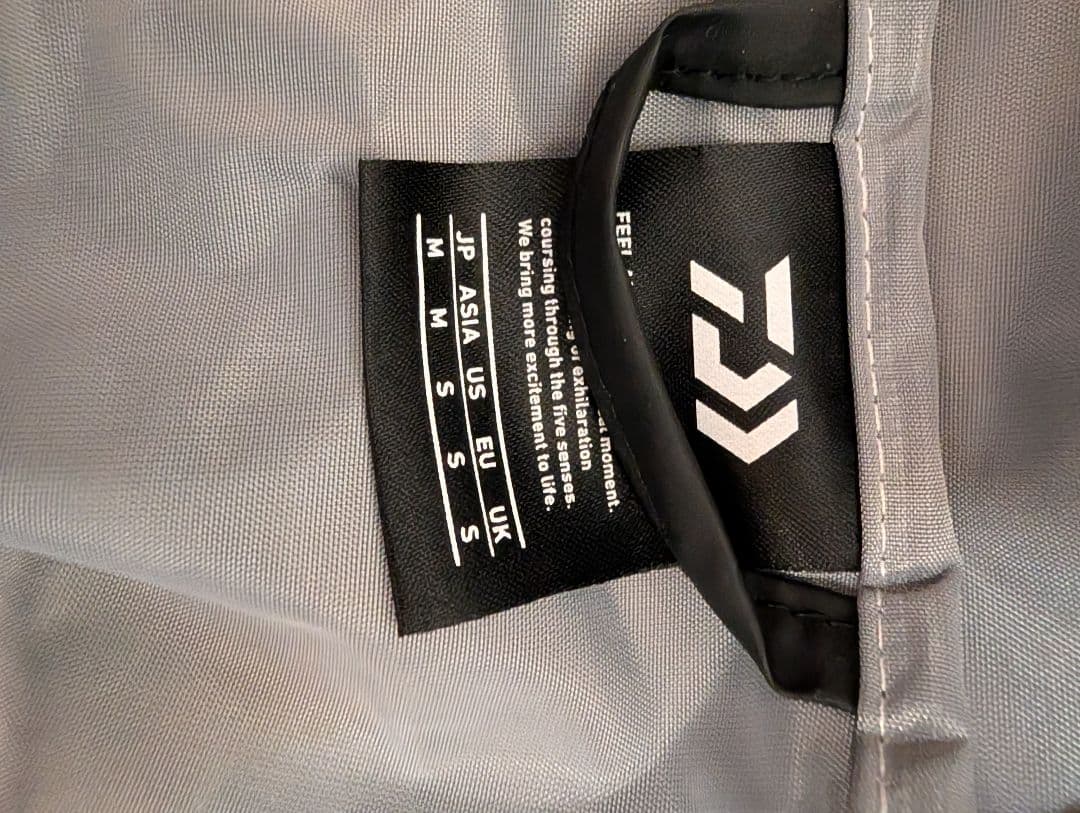 FEEL
moment.
exhilaration
coursing through the five senses.
We bring more excitement to life.
JP ASIA US EU UK
M M S S S